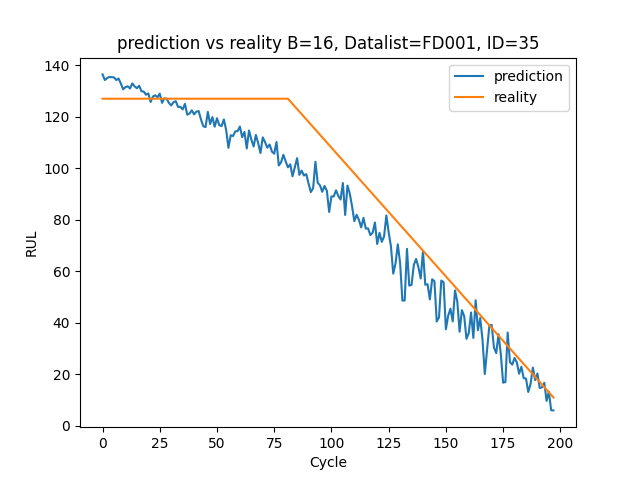 prediction vs reality B=16, Datalist=FD001, ID=35
prediction
reality
RUL
140
120
100
80
60
40
20
0
0 25 50 75 100 125 150 175 200
Cycle